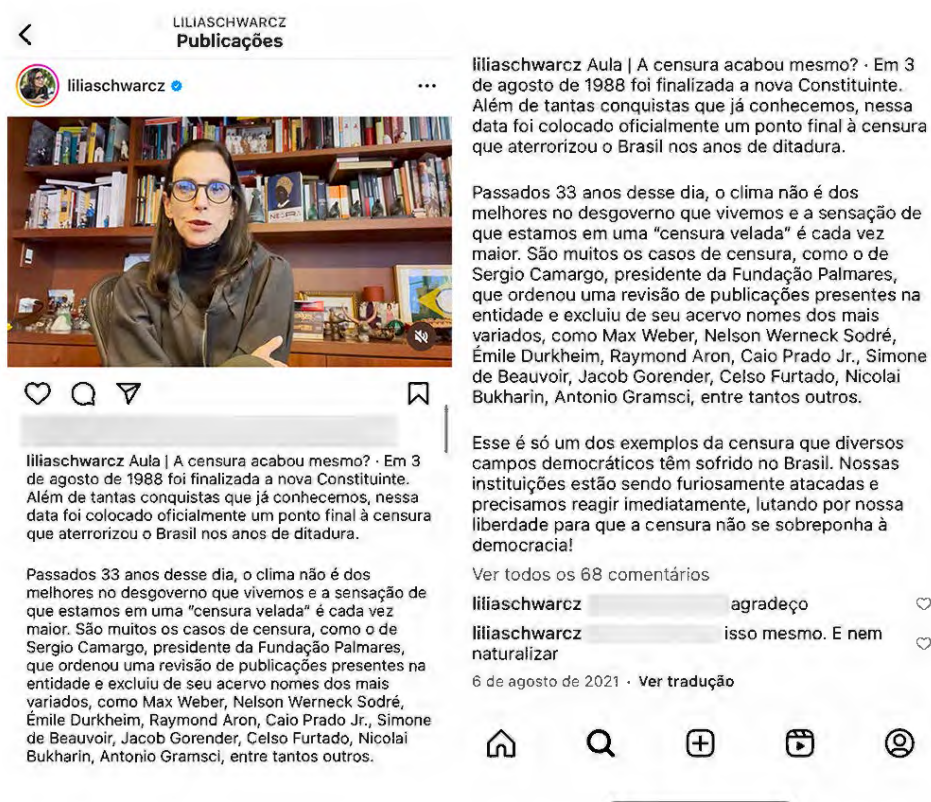 LILIASCHWARCZ
Publicações
liliaschwarcz
NEGRA
liliaschwarcz Aula | A censura acabou mesmo? · Em 3
de agosto de 1988 foi finalizada a nova Constituinte.
Além de tantas conquistas que já conhecemos, nessa
data foi colocado oficialmente um ponto final à censura
que aterrorizou o Brasil nos anos de ditadura.
Passados 33 anos desse dia, o clima não é dos
melhores no desgoverno que vivemos e a sensação de
que estamos em uma “censura velada” é cada vez
maior. São muitos os casos de censura, como o de
Sergio Camargo, presidente da Fundação Palmares,
que ordenou uma revisão de publicações presentes na
entidade e excluiu de seu acervo nomes dos mais
variados, como Max Weber, Nelson Werneck Sodré,
Émile Durkheim, Raymond Aron, Caio Prado Jr., Simone
de Beauvoir, Jacob Gorender, Celso Furtado, Nicolai
Bukharin, Antonio Gramsci, entre tantos outros.
liliaschwarcz Aula | A censura acabou mesmo? · Em 3
de agosto de 1988 foi finalizada a nova Constituinte.
Além de tantas conquistas que já conhecemos, nessa
data foi colocado oficialmente um ponto final à censura
que aterrorizou o Brasil nos anos de ditadura.
Passados 33 anos desse dia, o clima não é dos
melhores no desgoverno que vivemos e a sensação de
que estamos em uma “censura velada” é cada vez
maior. São muitos os casos de censura, como o de
Sergio Camargo, presidente da Fundação Palmares,
que ordenou uma revisão de publicações presentes na
entidade e excluiu de seu acervo nomes dos mais
variados, como Max Weber, Nelson Werneck Sodré,
Émile Durkheim, Raymond Aron, Caio Prado Jr., Simone
de Beauvoir, Jacob Gorender, Celso Furtado, Nicolai
Bukharin, Antonio Gramsci, entre tantos outros.
Esse é só um dos exemplos da censura que diversos
campos democráticos têm sofrido no Brasil. Nossas
instituições estão sendo furiosamente atacadas e
precisamos reagir imediatamente, lutando por nossa
liberdade para que a censura não se sobreponha à
democracia!
Ver todos os 68 comentários
liliaschwarcz agradeço
liliaschwarcz isso mesmo. E nem
naturalizar
6 de agosto de 2021 · Ver tradução